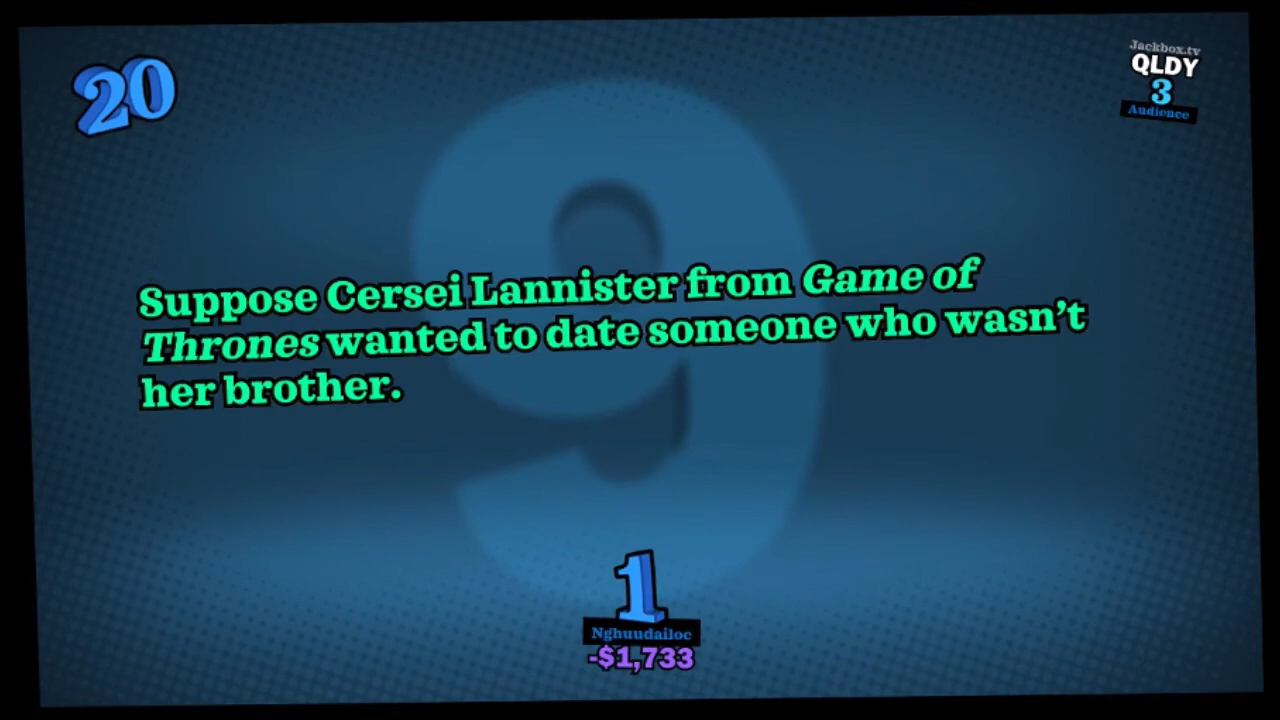 20
Jackbox.tv
QLDY
3
Audience
9
Suppose Cersei Lannister from Game of
Thrones wanted to date someone who wasn't
her brother.
1
Nghuudailoc
-$1,733